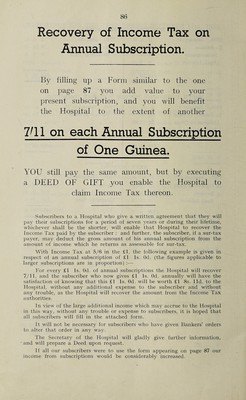 86
Recovery of Income Tax on
Annual Subscription.
By filling up a Form similar to the one
on page 87 you add value to your
present subscription, and you will benefit
the Hospital to the extent of another
7/11 on each Annual Subscription
of One Guinea.
YOU still pay the same amount, but by executing
a DEED OF GIFT you enable the Hospital to
claim Income Tax thereon.
Subscribers to a Hospital who give a written agreement that they will
pay their subscriptions for a period of seven years or during their lifetime,
whichever shall be the shorter, will enable that Hospital to recover the
Income Tax paid by the subscriber : and further, the subscriber, if a sur-tax
payer, may deduct the gross amount of his annual subscription from the
amount of income which he returns as assessable for sur-tax.
With Income Tax at 5/6 in the £1, the following example is given in
respect of an annual subscription of £1 1s. 0d. (the figures applicable to
larger subscriptions are in proportion) :—
For every £1 1s. 0d. of annual subscriptions the Hospital will recover
7/11, and the subscriber who now gives £1 1s. 0d. annually will have the
satisfaction of knowing that this £1 1s. 0d. will be worth £1 8s. 11d. to the
Hospital, without any additional expense to the subscriber and without
any trouble, as the Hospital will recover the amount from the Income Tax
authorities.
In view of the large additional income which may accrue to the Hospital
in this way, without any trouble or expense to subscribers, it is hoped that
all subscribers will fill in the attached form.
It will not be necessary for subscribers who have given Bankers' orders
to alter that order in any way.
The Secretary of the Hospital will gladly give further information,
and will prepare a Deed upon request.
If all our subscribers were to use the form appearing on page 87 our
income from subscriptions would be considerably increased.